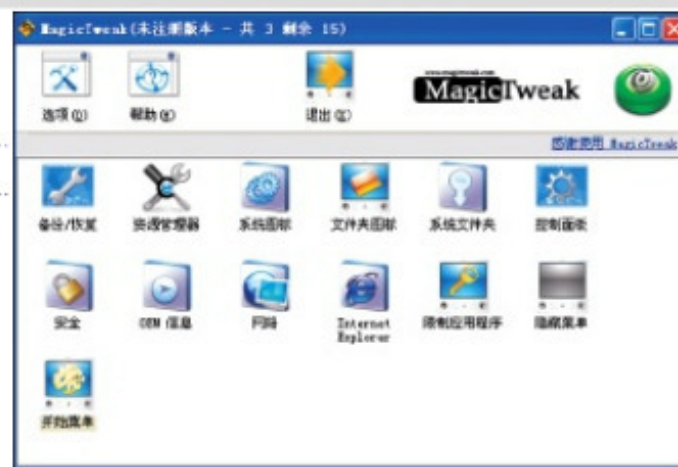 MagicTweak(未注册版本 - 共 3 剩余 15)
选项(O) 帮助(H) 退出(X)
www.magictweak.com
MagicTweak
感谢使用 MagicTweak
备份/恢复 资源管理器 系统图标 文件夹图标 系统文件夹 控制面板
安全 OEM 信息 网络 Internet Explorer 限制应用程序 隐藏菜单
开始菜单